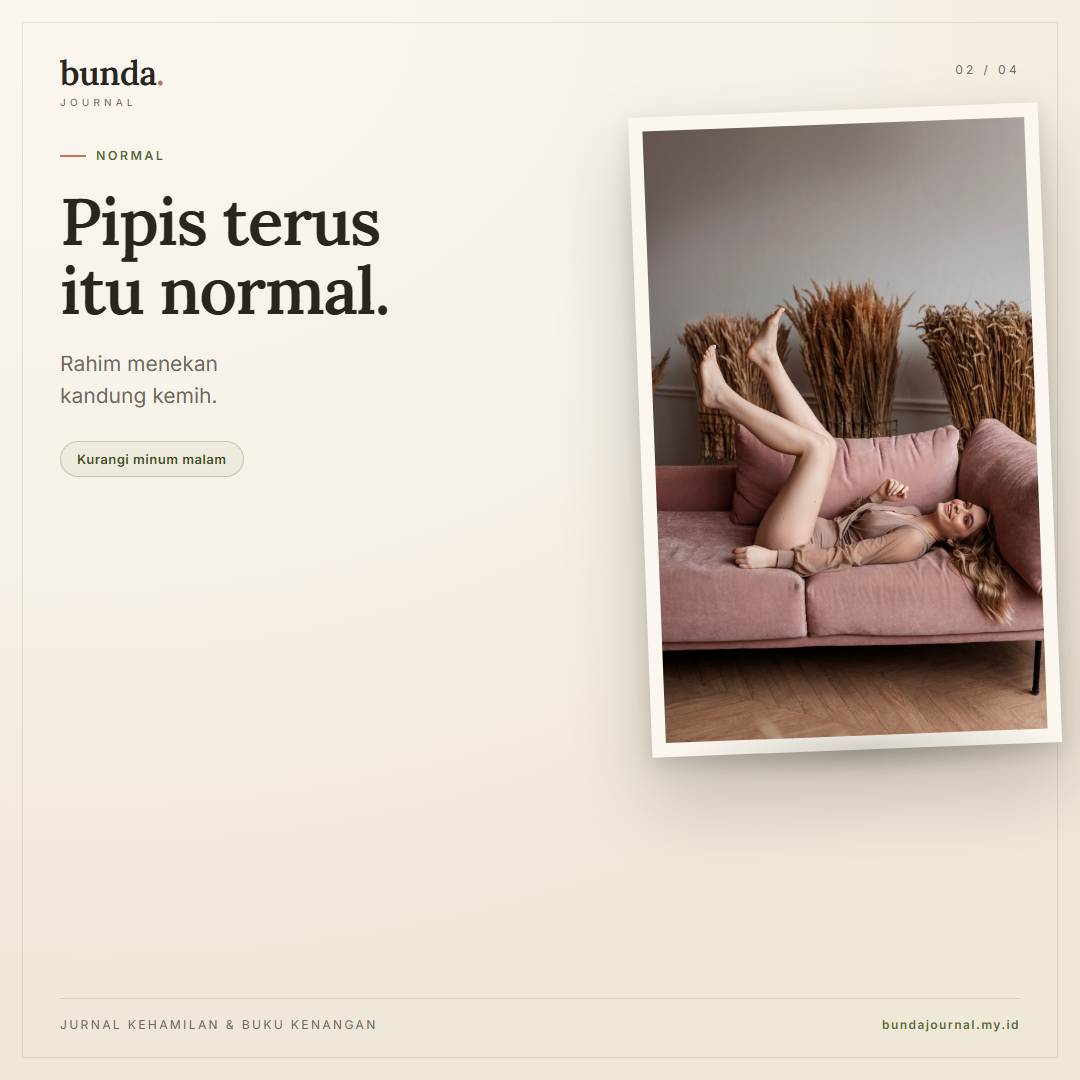 bunda.
JOURNAL
02 / 04
NORMAL
Pipis terus
itu normal.
Rahim menekan
kandung kemih.
Kurangi minum malam
JURNAL KEHAMILAN & BUKU KENANGAN
bundajournal.my.id